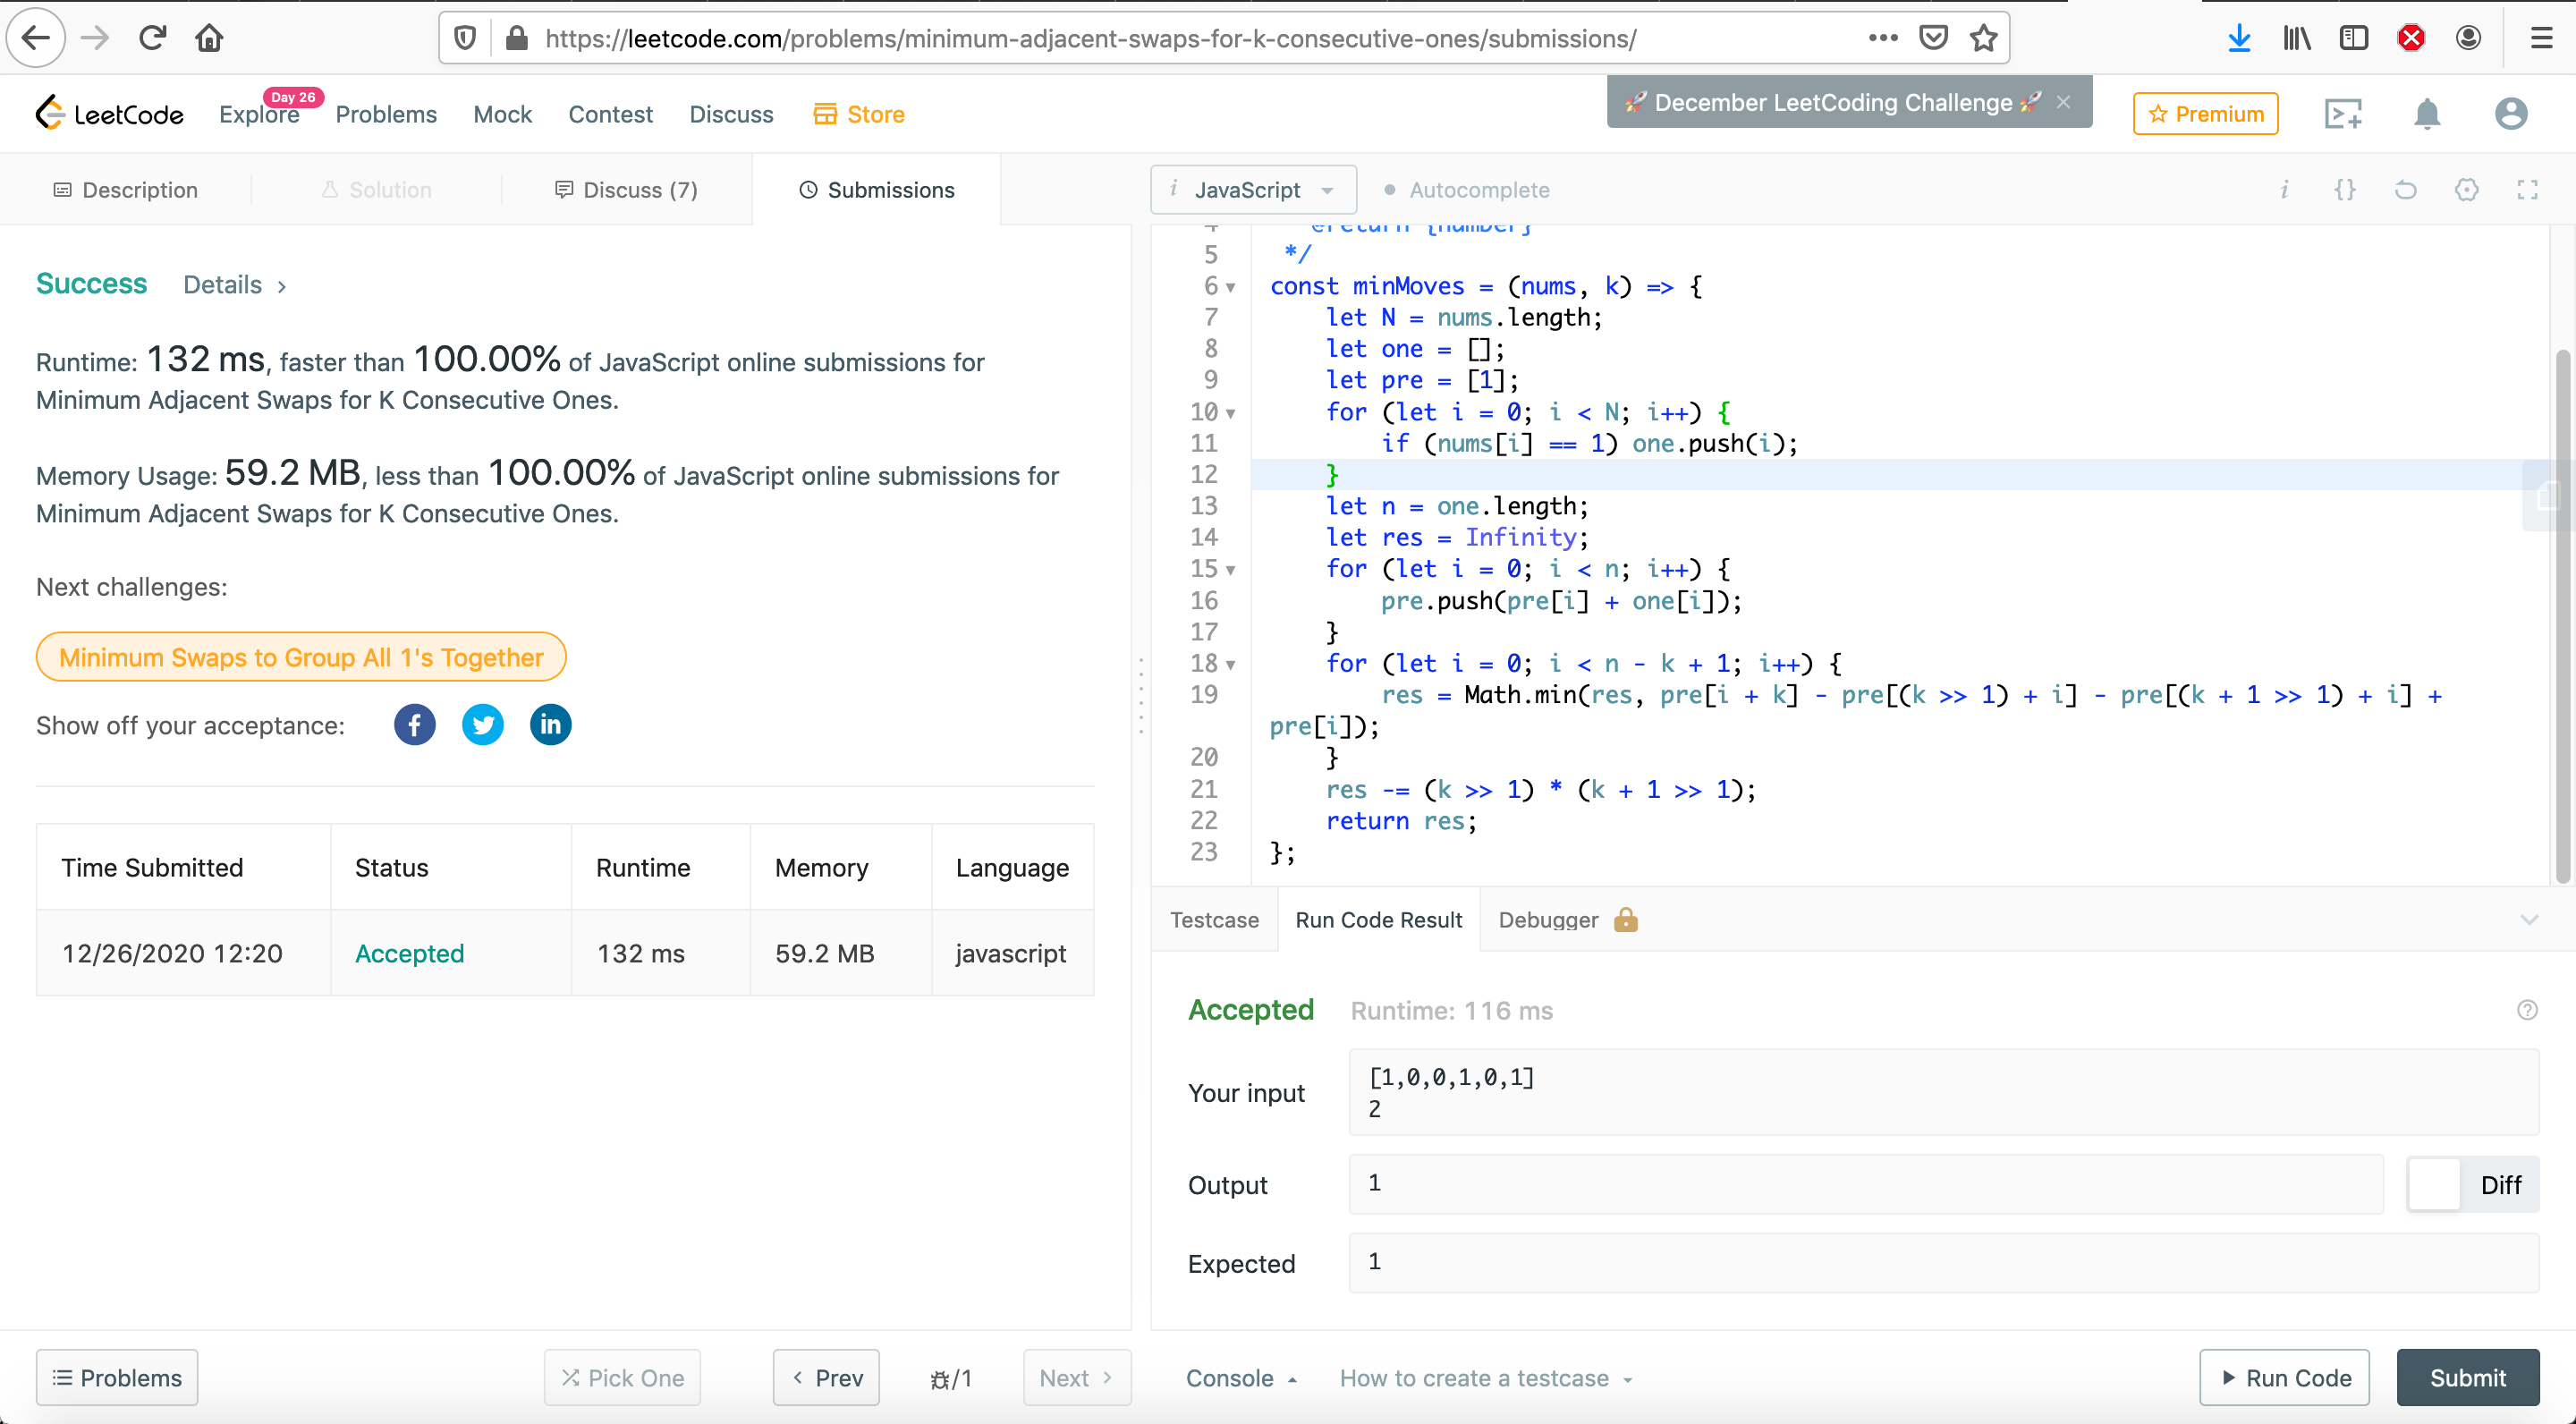 https://leetcode.com/problems/minimum-adjacent-swaps-for-k-consecutive-ones/submissions/
LeetCode
Explore
Day 26
Problems
Mock
Contest
Discuss
Store
🚀 December LeetCoding Challenge 🚀 ×
Premium
Description
Solution
Discuss (7)
Submissions
i JavaScript
Autocomplete
Success
Details >
Runtime: 132 ms, faster than 100.00% of JavaScript online submissions for
Minimum Adjacent Swaps for K Consecutive Ones.
Memory Usage: 59.2 MB, less than 100.00% of JavaScript online submissions for
Minimum Adjacent Swaps for K Consecutive Ones.
Next challenges:
Minimum Swaps to Group All 1's Together
Show off your acceptance:
Time Submitted Status Runtime Memory Language
12/26/2020 12:20 Accepted 132 ms 59.2 MB javascript
4 @return {number}
5 */
6 const minMoves = (nums, k) => {
7 let N = nums.length;
8 let one = [];
9 let pre = [1];
10 for (let i = 0; i < N; i++) {
11 if (nums[i] == 1) one.push(i);
12 }
13 let n = one.length;
14 let res = Infinity;
15 for (let i = 0; i < n; i++) {
16 pre.push(pre[i] + one[i]);
17 }
18 for (let i = 0; i < n - k + 1; i++) {
19 res = Math.min(res, pre[i + k] - pre[(k >> 1) + i] - pre[(k + 1 >> 1) + i] +
pre[i]);
20 }
21 res -= (k >> 1) * (k + 1 >> 1);
22 return res;
23 };
Testcase
Run Code Result
Debugger
Accepted
Runtime: 116 ms
Your input
[1,0,0,1,0,1]
2
Output
1
Diff
Expected
1
Problems
Pick One
< Prev
/1
Next >
Console
How to create a testcase
Run Code
Submit